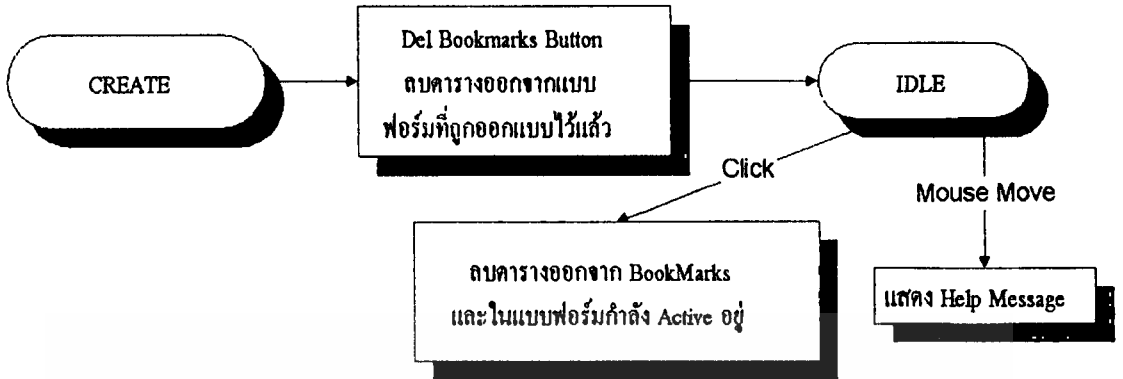 CREATE
Del Bookmarks Button
ลบตารางออกจากแบบ
ฟอร์มที่ถูกออกแบบไว้แล้ว
IDLE
Click
Mouse Move
ลบตารางออกจาก BookMarks
และในแบบฟอร์มกำลัง Active อยู่
แสดง Help Message